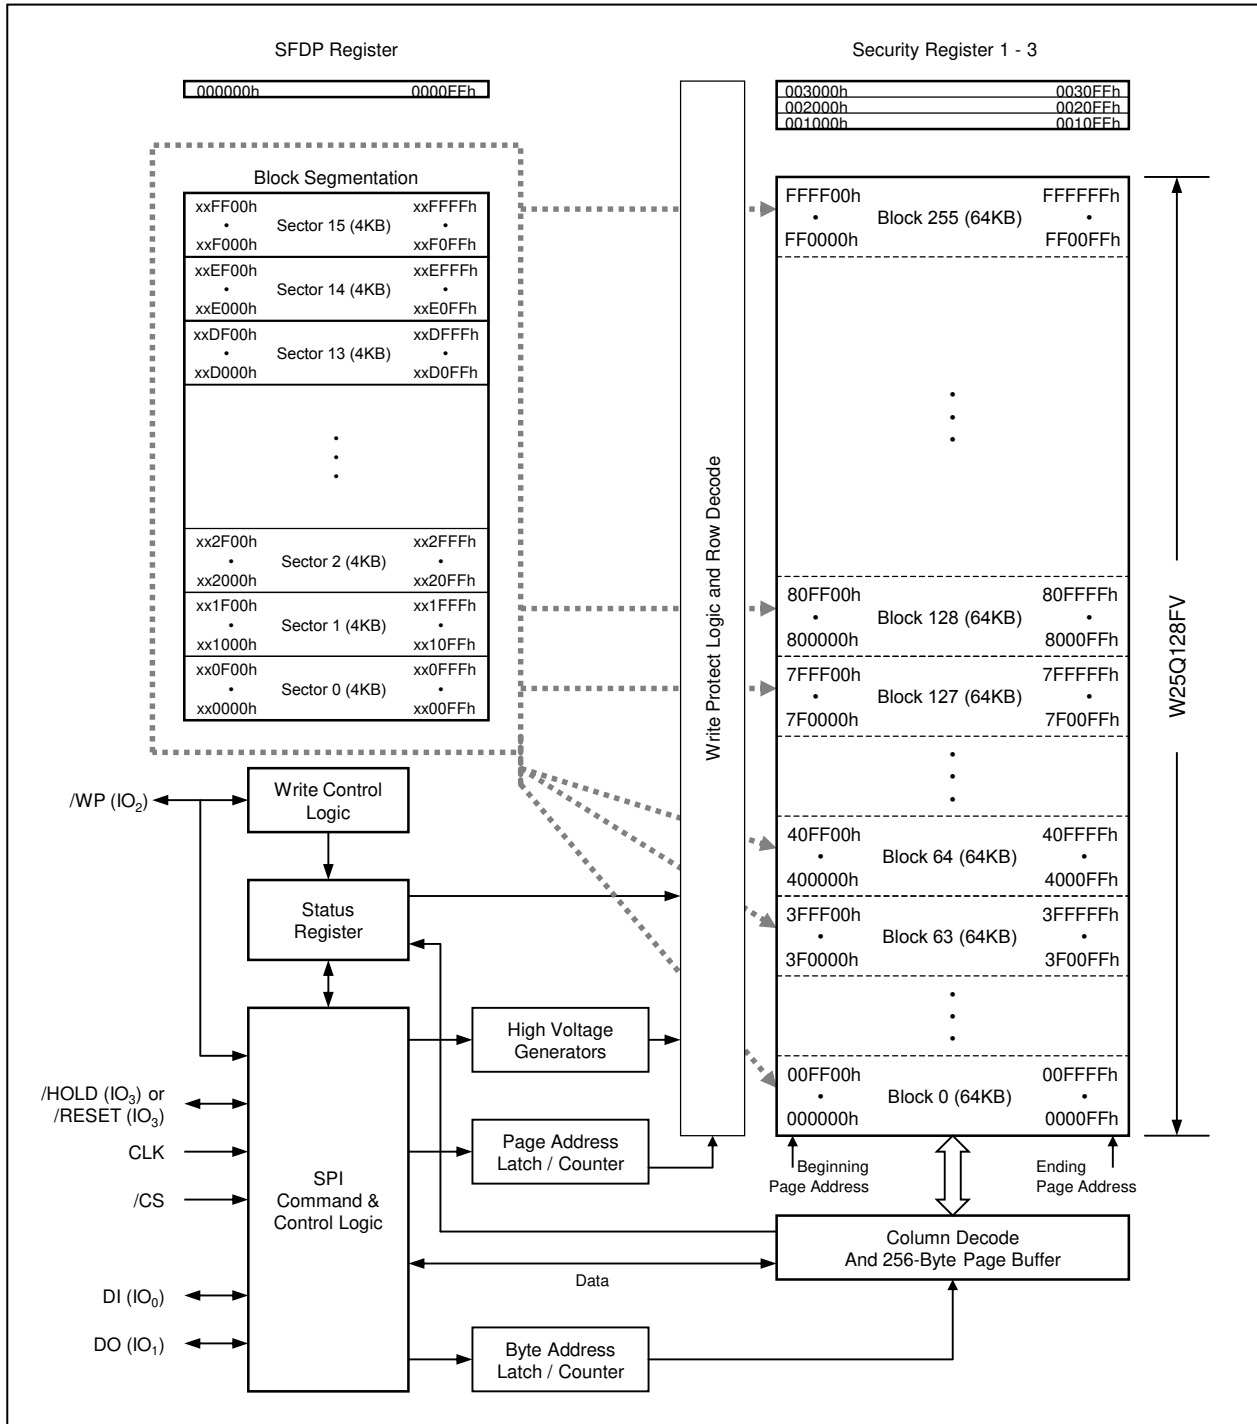 SFDP Register
000000h 0000FFh
Security Register 1 - 3
003000h 0030FFh
002000h 0020FFh
001000h 0010FFh
Block Segmentation
xxFF00h xxFFFFh
• Sector 15 (4KB) •
xxF000h xxF0FFh
xxEF00h xxEFFFh
• Sector 14 (4KB) •
xxE000h xxE0FFh
xxDF00h xxDFFFh
• Sector 13 (4KB) •
xxD000h xxD0FFh
xx2F00h xx2FFFh
• Sector 2 (4KB) •
xx2000h xx20FFh
xx1F00h xx1FFFh
• Sector 1 (4KB) •
xx1000h xx10FFh
xx0F00h xx0FFFh
• Sector 0 (4KB) •
xx0000h xx00FFh
Write Protect Logic and Row Decode
FFFF00h FFFFFFh
• Block 255 (64KB) •
FF0000h FF00FFh
80FF00h 80FFFFh
• Block 128 (64KB) •
800000h 8000FFh
7FFF00h 7FFFFFh
• Block 127 (64KB) •
7F0000h 7F00FFh
40FF00h 40FFFFh
• Block 64 (64KB) •
400000h 4000FFh
3FFF00h 3FFFFFh
• Block 63 (64KB) •
3F0000h 3F00FFh
00FF00h 00FFFFh
• Block 0 (64KB) •
000000h 0000FFh
W25Q128FV
Beginning
Page Address
Ending
Page Address
/WP (IO2)
Write Control
Logic
Status
Register
High Voltage
Generators
/HOLD (IO3) or
/RESET (IO3)
CLK
/CS
SPI
Command &
Control Logic
Page Address
Latch / Counter
Column Decode
And 256-Byte Page Buffer
Data
DI (IO0)
DO (IO1)
Byte Address
Latch / Counter